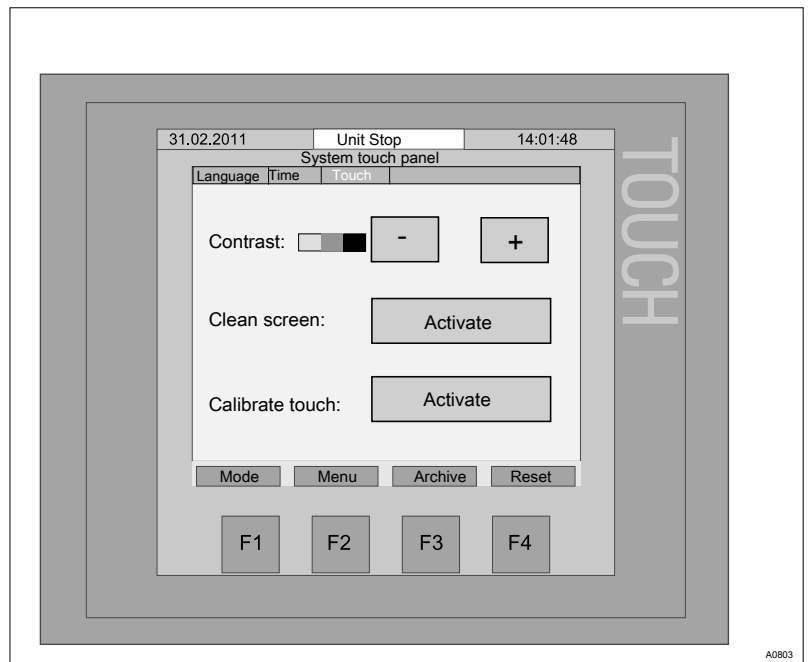 31.02.2011 Unit Stop 14:01:48
System touch panel
Language Time Touch
Contrast: - +
Clean screen: Activate
Calibrate touch: Activate
Mode Menu Archive Reset
F1 F2 F3 F4
TOUCH
A0803